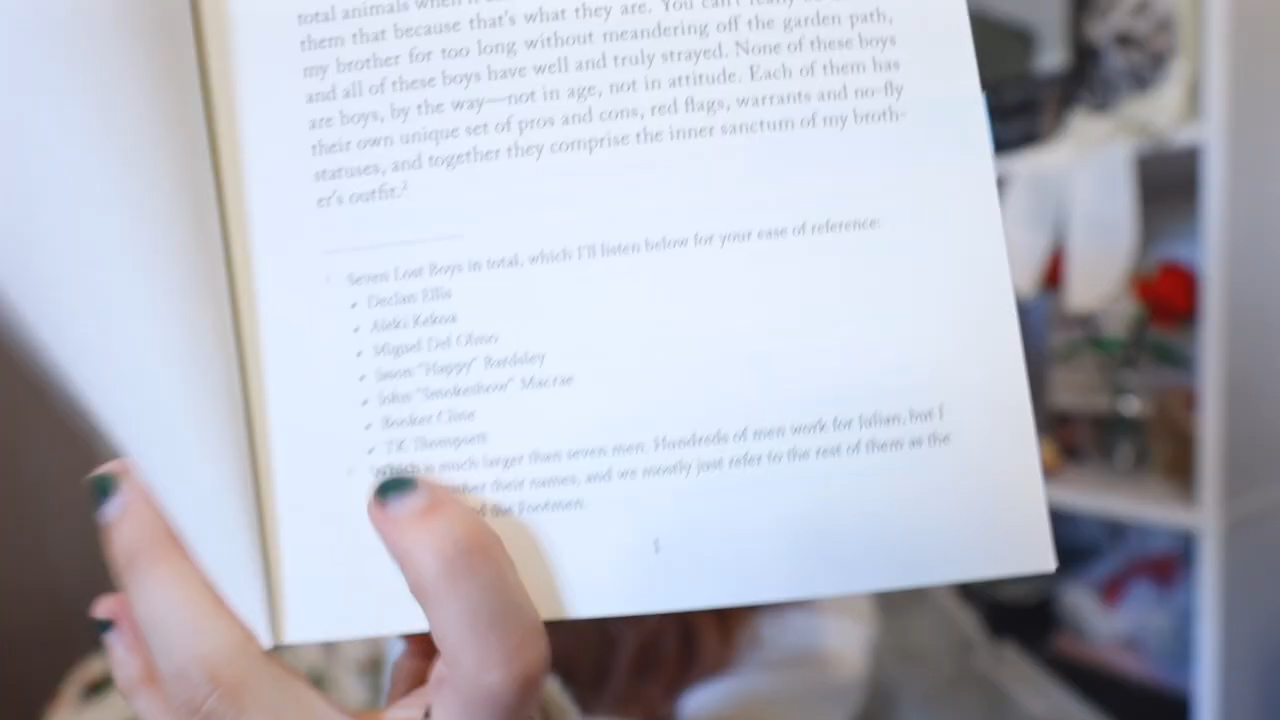 total animals when it
them that because that's what they are. You can't really
my brother for too long without meandering off the garden path,
and all of these boys have well and truly strayed. None of these boys
are boys, by the way—not in age, not in attitude. Each of them has
their own unique set of pros and cons, red flags, warrants and no-fly
statuses, and together they comprise the inner sanctum of my broth-
er's outfit.²
Seven Lost Boys in total, which I'll listen below for your ease of reference:
• Declan Ellis
• Aleki Kekoa
• Miguel Del Olmo
• "Happy" Bardsley
• John "Smokeshow" Macrae
• Booker Cline
• TK Thompson
Which is much larger than seven men. Hundreds of men work for Julian, but I
their names, and we mostly just refer to the rest of them as the
the Footmen.